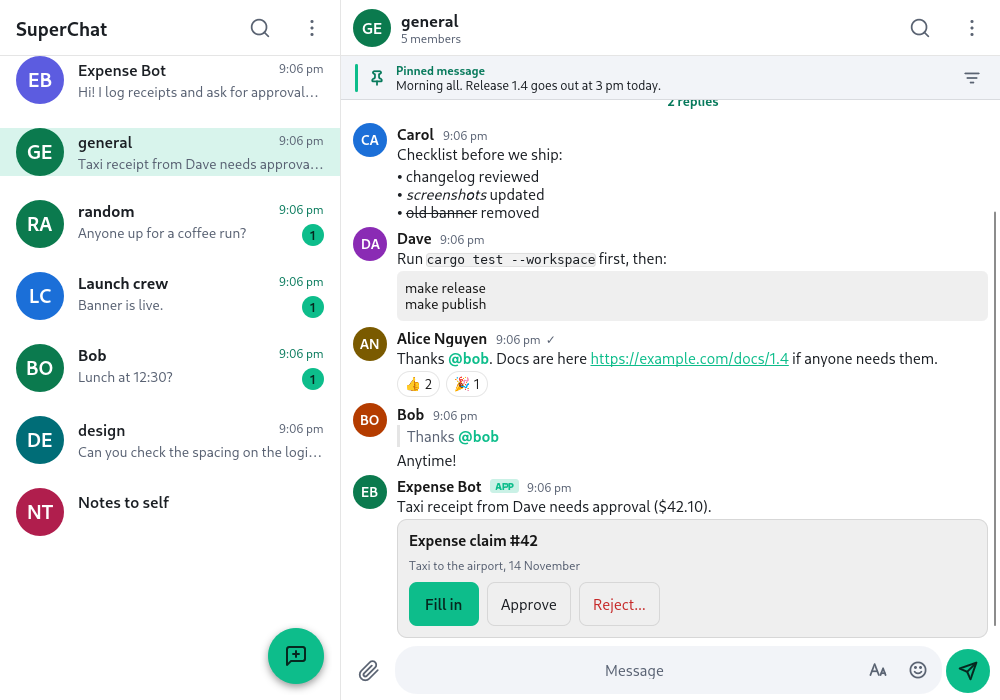 SuperChat
EB
Expense Bot
9:06 pm
Hi! I log receipts and ask for approval…
GE
general
9:06 pm
Taxi receipt from Dave needs approva…
RA
random
9:06 pm
Anyone up for a coffee run?
1
LC
Launch crew
9:06 pm
Banner is live.
1
BO
Bob
9:06 pm
Lunch at 12:30?
1
DE
design
9:06 pm
Can you check the spacing on the logi…
NT
Notes to self
GE
general
5 members
Pinned message
Morning all. Release 1.4 goes out at 3 pm today.
2 replies
CA
Carol 9:06 pm
Checklist before we ship:
• changelog reviewed
• screenshots updated
• old banner removed
DA
Dave 9:06 pm
Run cargo test --workspace first, then:
make release
make publish
AN
Alice Nguyen 9:06 pm ✓
Thanks @bob. Docs are here https://example.com/docs/1.4 if anyone needs them.
👍 2 🎉 1
BO
Bob 9:06 pm
Thanks @bob
Anytime!
EB
Expense Bot APP 9:06 pm
Taxi receipt from Dave needs approval ($42.10).
Expense claim #42
Taxi to the airport, 14 November
Fill in Approve Reject...
Message AA